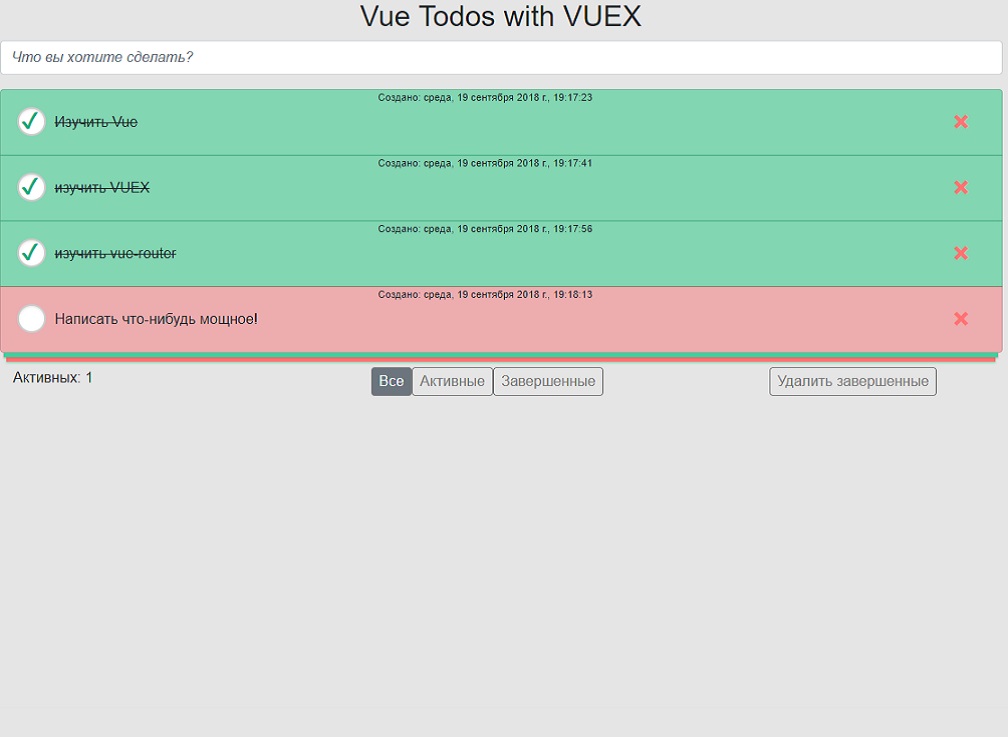 Vue Todos with VUEX
Что вы хотите сделать?
Создано: среда, 19 сентября 2018 г., 19:17:23
Изучить Vue
Создано: среда, 19 сентября 2018 г., 19:17:41
изучить VUEX
Создано: среда, 19 сентября 2018 г., 19:17:56
изучить vue-router
Создано: среда, 19 сентября 2018 г., 19:18:13
Написать что-нибудь мощное!
Активных: 1 Все Активные Завершенные Удалить завершенные